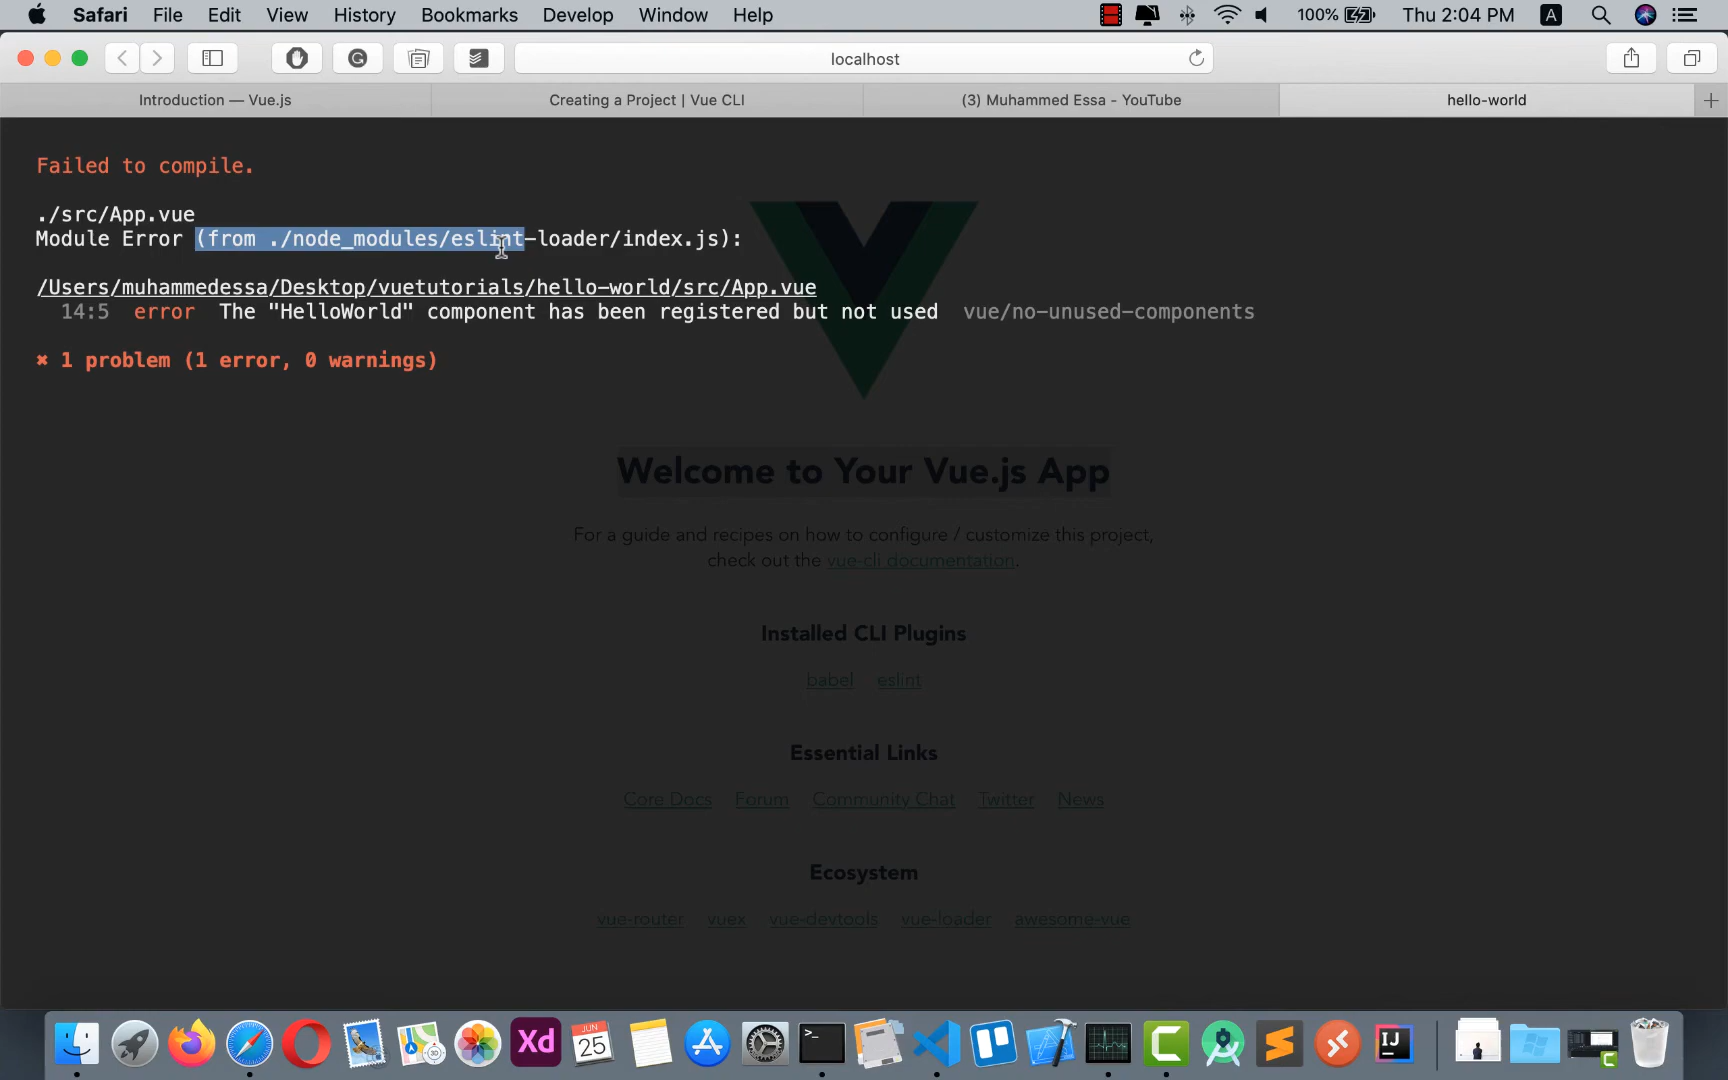 Safari File Edit View History Bookmarks Develop Window Help 100% Thu 2:04 PM A
localhost
Introduction — Vue.js Creating a Project | Vue CLI (3) Muhammed Essa - YouTube hello-world
Failed to compile.
./src/App.vue
Module Error (from ./node_modules/eslint-loader/index.js):
/Users/muhammedessa/Desktop/vuetutorials/hello-world/src/App.vue
14:5 error The "HelloWorld" component has been registered but not used vue/no-unused-components
✖ 1 problem (1 error, 0 warnings)
Welcome to Your Vue.js App
For a guide and recipes on how to configure / customize this project,
check out the vue-cli documentation.
Installed CLI Plugins
babel eslint
Essential Links
Core Docs Forum Community Chat Twitter News
Ecosystem
vue-router vuex vue-devtools vue-loader awesome-vue
3D Xd JUN 25 >_ C IJ C